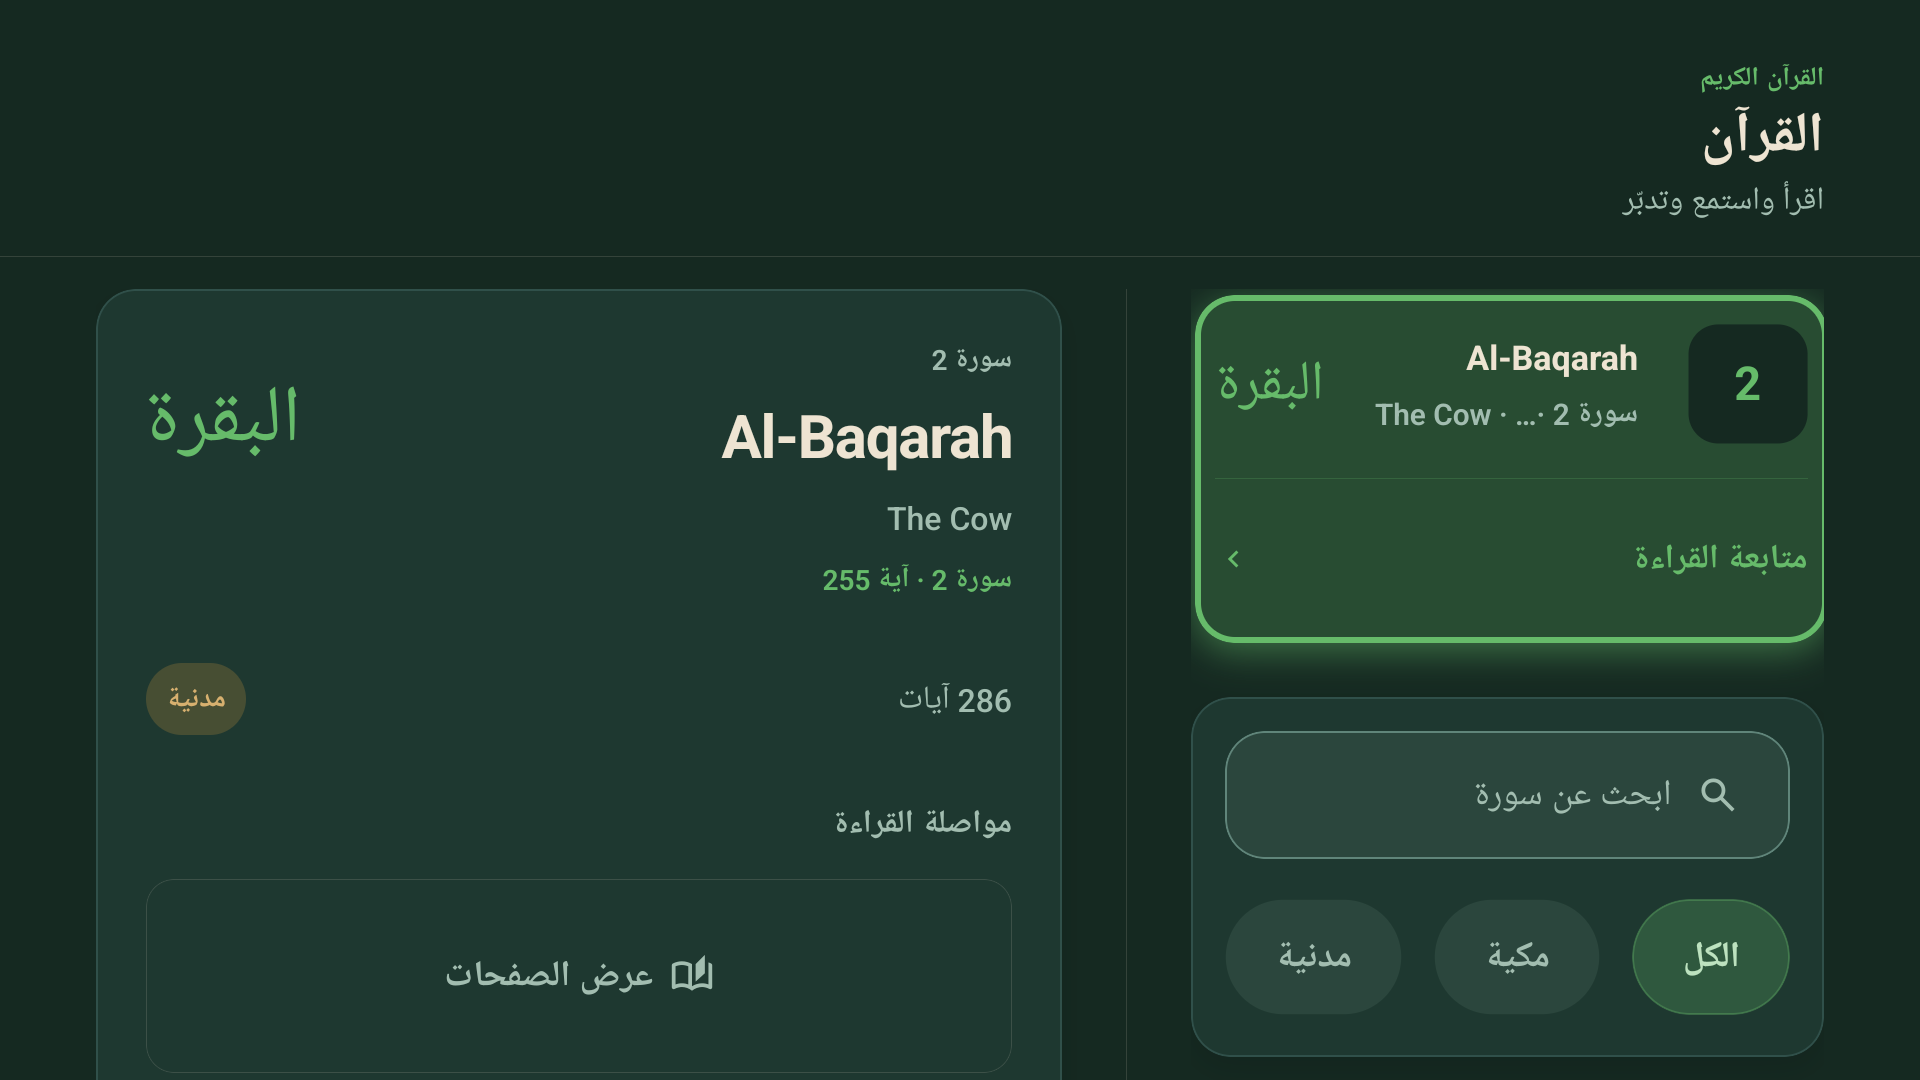 القرآن الكريم
القرآن
اقرأ واستمع وتدبّر
2
Al-Baqarah
سورة 2 ·… · The Cow
البقرة
متابعة القراءة
ابحث عن سورة
الكل
مكية
مدنية
سورة 2
Al-Baqarah
البقرة
The Cow
سورة 2 · آية 255
286 آيات
مدنية
مواصلة القراءة
عرض الصفحات